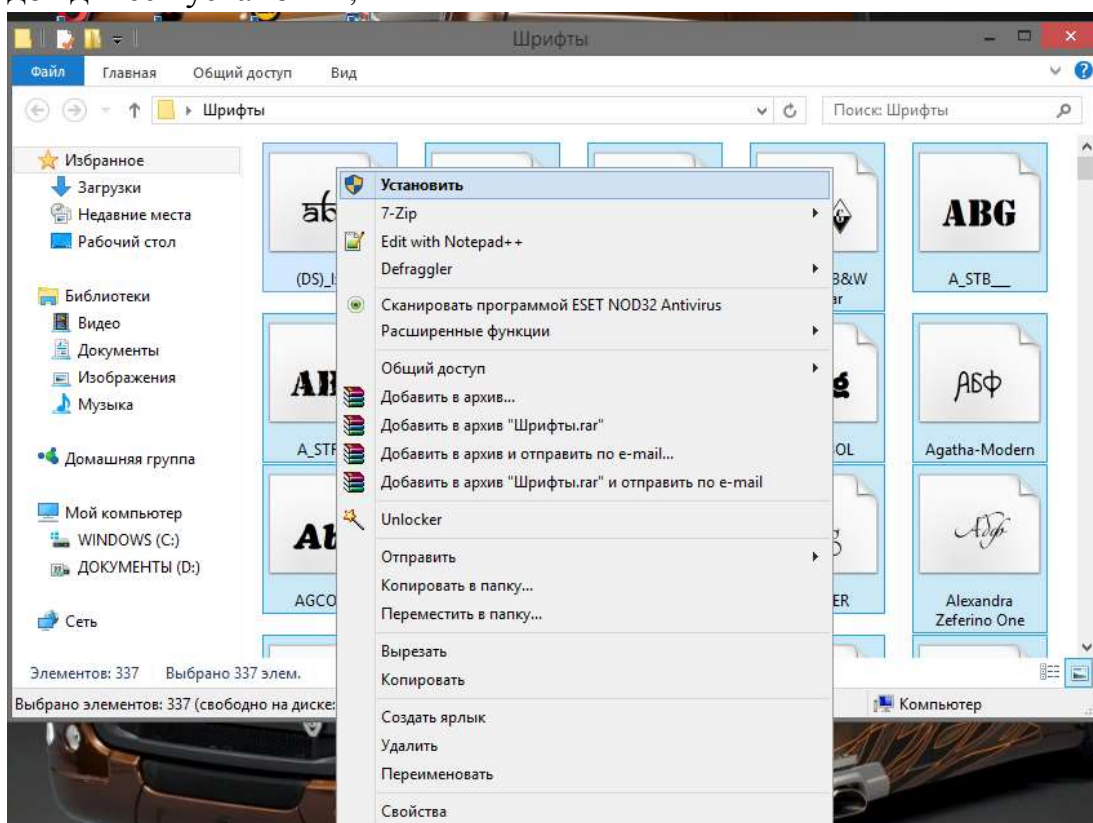 Шрифты
Файл Главная Общий доступ Вид
Шрифты
Поиск: Шрифты
Избранное
Загрузки
Недавние места
Рабочий стол
Библиотеки
Видео
Документы
Изображения
Музыка
Домашняя группа
Мой компьютер
WINDOWS (C:)
ДОКУМЕНТЫ (D:)
Сеть
ABG
A_STB__
АБф
Agatha-Modern
Абф
Alexandra
Zeferino One
Установить
7-Zip
Edit with Notepad++
Defraggler
Сканировать программой ESET NOD32 Antivirus
Расширенные функции
Общий доступ
Добавить в архив...
Добавить в архив "Шрифты.rar"
Добавить в архив и отправить по e-mail...
Добавить в архив "Шрифты.rar" и отправить по e-mail
Unlocker
Отправить
Копировать в папку...
Переместить в папку...
Вырезать
Копировать
Создать ярлык
Удалить
Переименовать
Свойства
Элементов: 337 Выбрано 337 элем.
Выбрано элементов: 337 (свободно на диске:
Компьютер